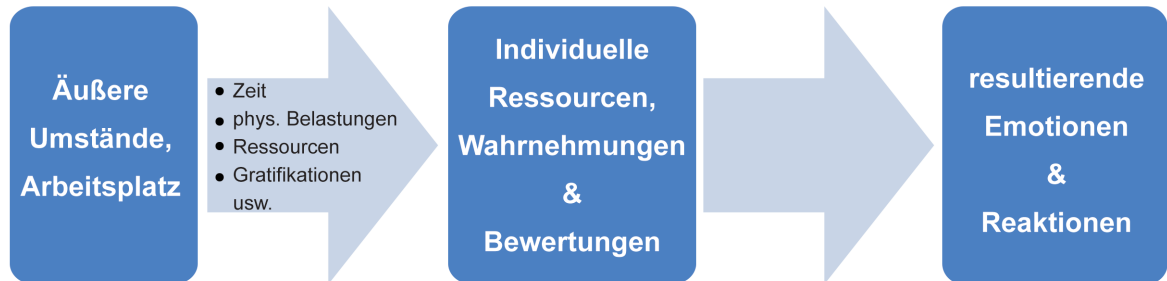 Äußere
Umstände,
Arbeitsplatz
• Zeit
• phys. Belastungen
• Ressourcen
• Gratifikationen
usw.
Individuelle
Ressourcen,
Wahrnehmungen
&
Bewertungen
resultierende
Emotionen
&
Reaktionen